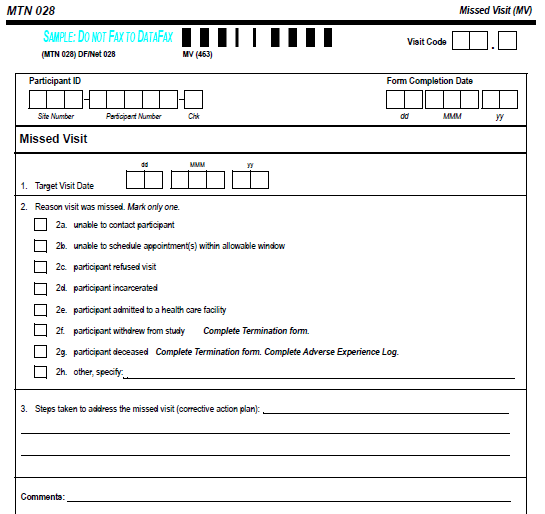 MTN 028 Missed Visit (MV)
SAMPLE: DO NOT FAX TO DATAFAX
(MTN 028) DF/Net 028 MV (463) Visit Code .
Participant ID Form Completion Date
Site Number Participant Number Chk dd MMM yy
Missed Visit
dd MMM yy
1. Target Visit Date
2. Reason visit was missed. Mark only one.
2a. unable to contact participant
2b. unable to schedule appointment(s) within allowable window
2c. participant refused visit
2d. participant incarcerated
2e. participant admitted to a health care facility
2f. participant withdrew from study Complete Termination form.
2g. participant deceased Complete Termination form. Complete Adverse Experience Log.
2h. other, specify:
3. Steps taken to address the missed visit (corrective action plan):
Comments: